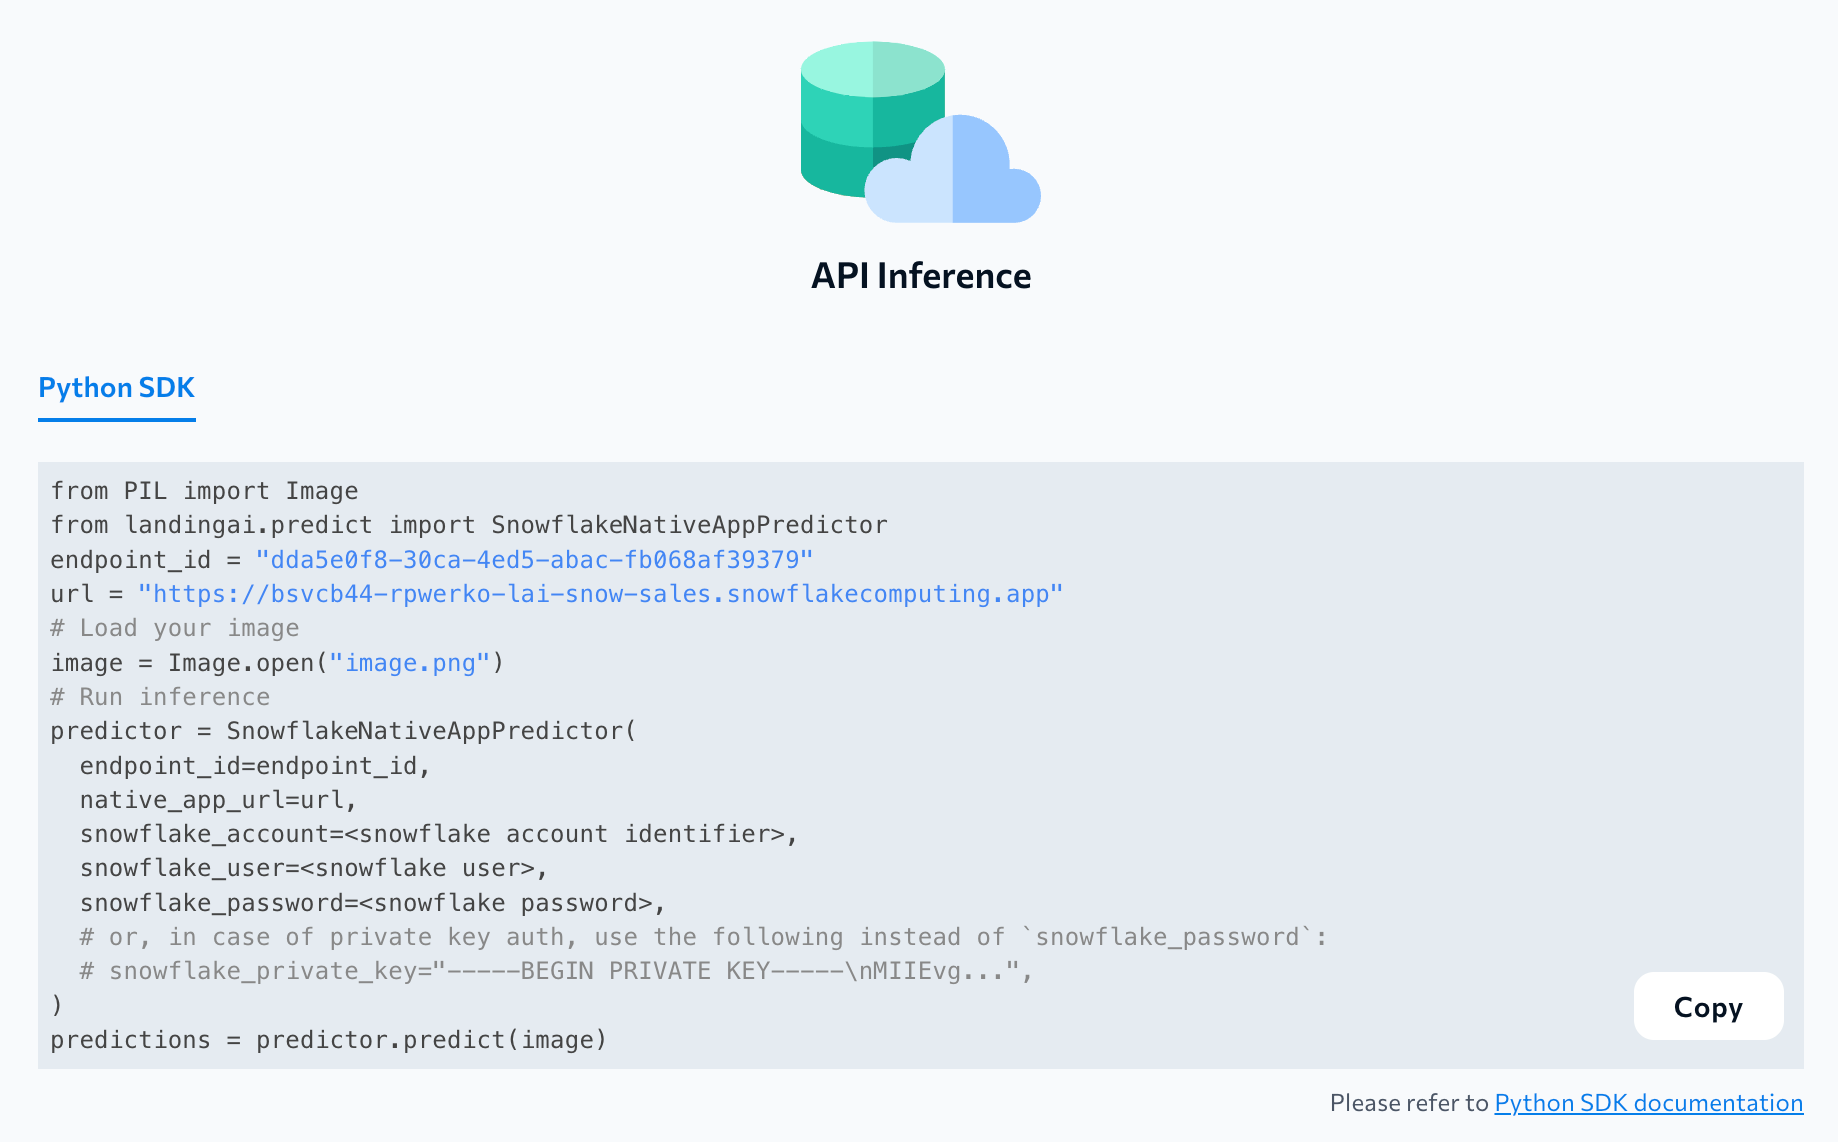 API Inference
Python SDK
from PIL import Image
from landingai.predict import SnowflakeNativeAppPredictor
endpoint_id = "dda5e0f8-30ca-4ed5-abac-fb068af39379"
url = "https://bsvcb44-rpwerko-lai-snow-sales.snowflakecomputing.app"
# Load your image
image = Image.open("image.png")
# Run inference
predictor = SnowflakeNativeAppPredictor(
  endpoint_id=endpoint_id,
  native_app_url=url,
  snowflake_account=<snowflake account identifier>,
  snowflake_user=<snowflake user>,
  snowflake_password=<snowflake password>,
  # or, in case of private key auth, use the following instead of `snowflake_password`:
  # snowflake_private_key="-----BEGIN PRIVATE KEY-----\nMIIEvg...",
)
predictions = predictor.predict(image)
Copy
Please refer to Python SDK documentation